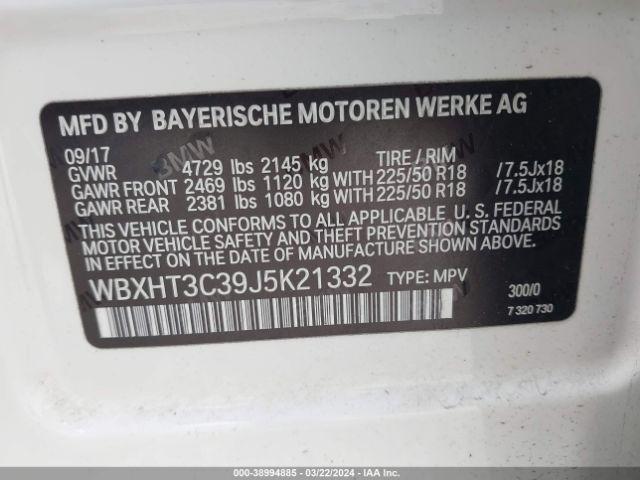 MFD BY BAYERISCHE MOTOREN WERKE AG
09/17
GVWR 4729 lbs 2145 kg TIRE / RIM
GAWR FRONT 2469 lbs 1120 kg WITH 225/50 R18 /7.5Jx18
GAWR REAR 2381 lbs 1080 kg WITH 225/50 R18 /7.5Jx18
THIS VEHICLE CONFORMS TO ALL APPLICABLE U. S. FEDERAL
MOTOR VEHICLE SAFETY AND THEFT PREVENTION STANDARDS
IN EFFECT ON THE DATE OF MANUFACTURE SHOWN ABOVE.
WBXHT3C39J5K21332 TYPE: MPV
300/0
7 320 730
000-38994885 - 03/22/2024 - IAAI.COM